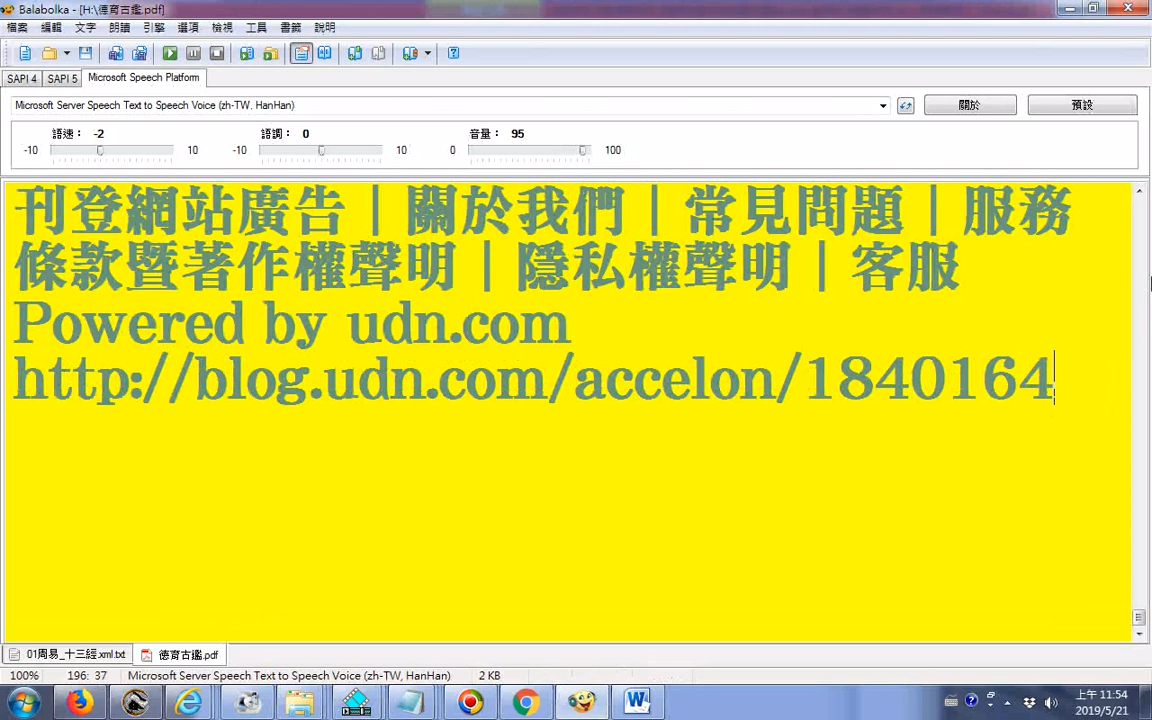 Balabolka - [H:\德育古鑑.pdf]
檔案 編輯 文字 朗讀 引擎 選項 檢視 工具 書籤 說明
SAPI 4 SAPI 5 Microsoft Speech Platform
Microsoft Server Speech Text to Speech Voice (zh-TW, HanHan) 關於 預設
語速： -2 語調： 0 音量： 95
-10 10 -10 10 0 100
刊登網站廣告｜關於我們｜常見問題｜服務
條款暨著作權聲明｜隱私權聲明｜客服
Powered by udn.com
http://blog.udn.com/accelon/1840164
01周易_十三經.xml.txt 德育古鑑.pdf
100% 196: 37 Microsoft Server Speech Text to Speech Voice (zh-TW, HanHan) 2 KB
上午 11:54
2019/5/21